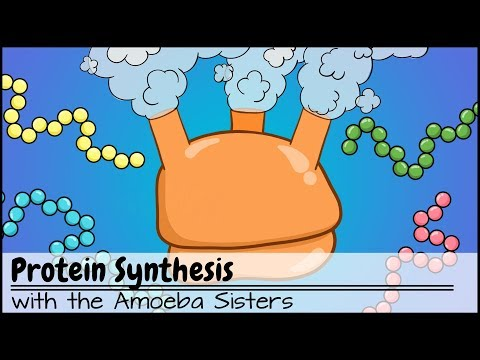 Protein Synthesis
with the Amoeba Sisters